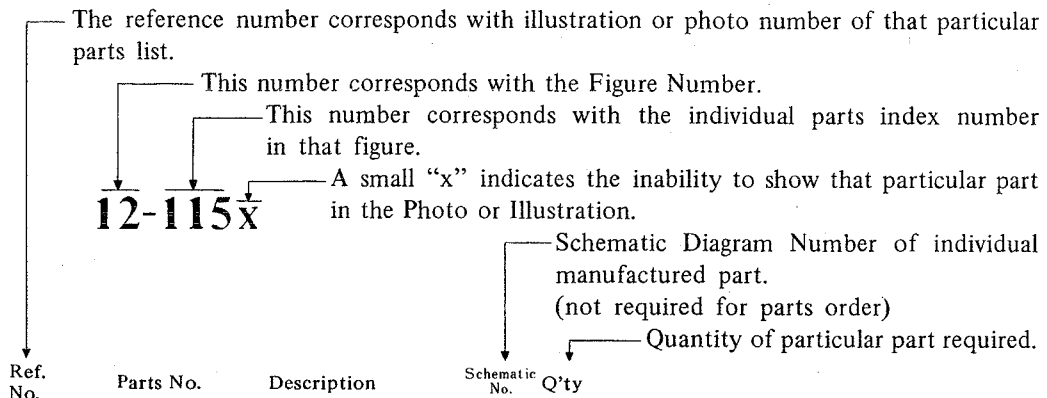 The reference number corresponds with illustration or photo number of that particular
parts list.
This number corresponds with the Figure Number.
This number corresponds with the individual parts index number
in that figure.
A small “x” indicates the inability to show that particular part
in the Photo or Illustration.
12-115x
Schematic Diagram Number of individual
manufactured part.
(not required for parts order)
Quantity of particular part required.
Ref. No. Parts No. Description Schematic No. Q'ty